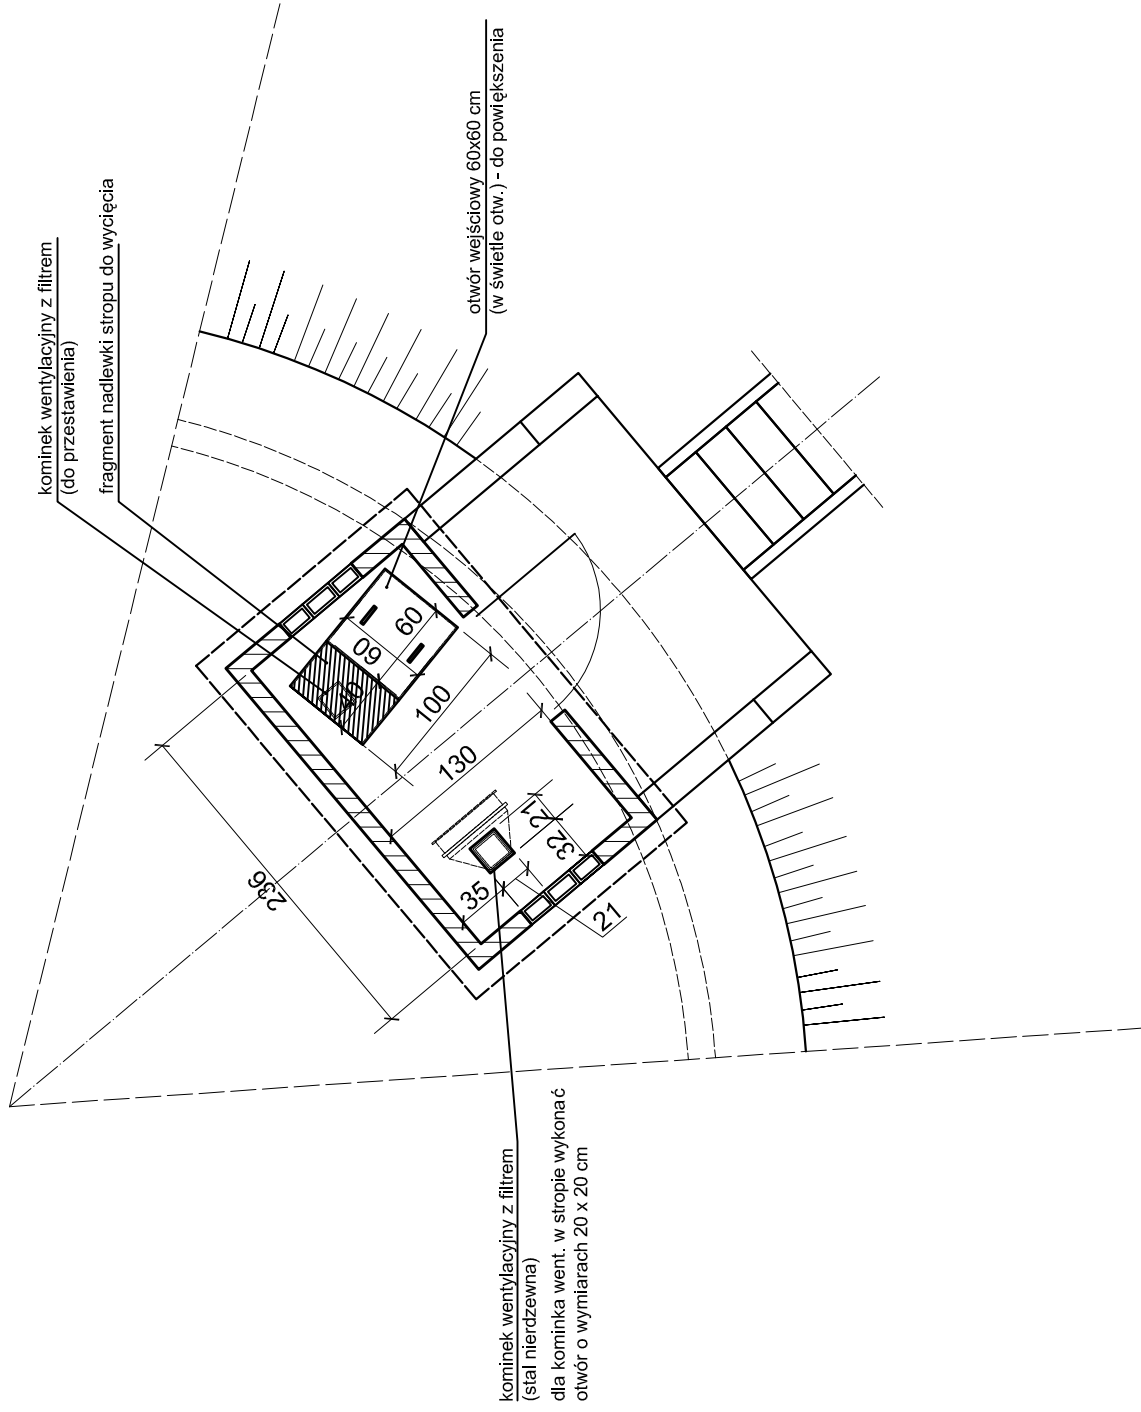 kominek wentylacyjny z filtrem
(do przestawienia)
fragment nadlewki stropu do wycięcia
otwór wejściowy 60x60 cm
(w świetle otw.) - do powiększenia
60
60
40
100
130
236
35
21
32
21
kominek wentylacyjny z filtrem
(stal nierdzewna)
dla kominka went. w stropie wykonać
otwór o wymiarach 20 x 20 cm